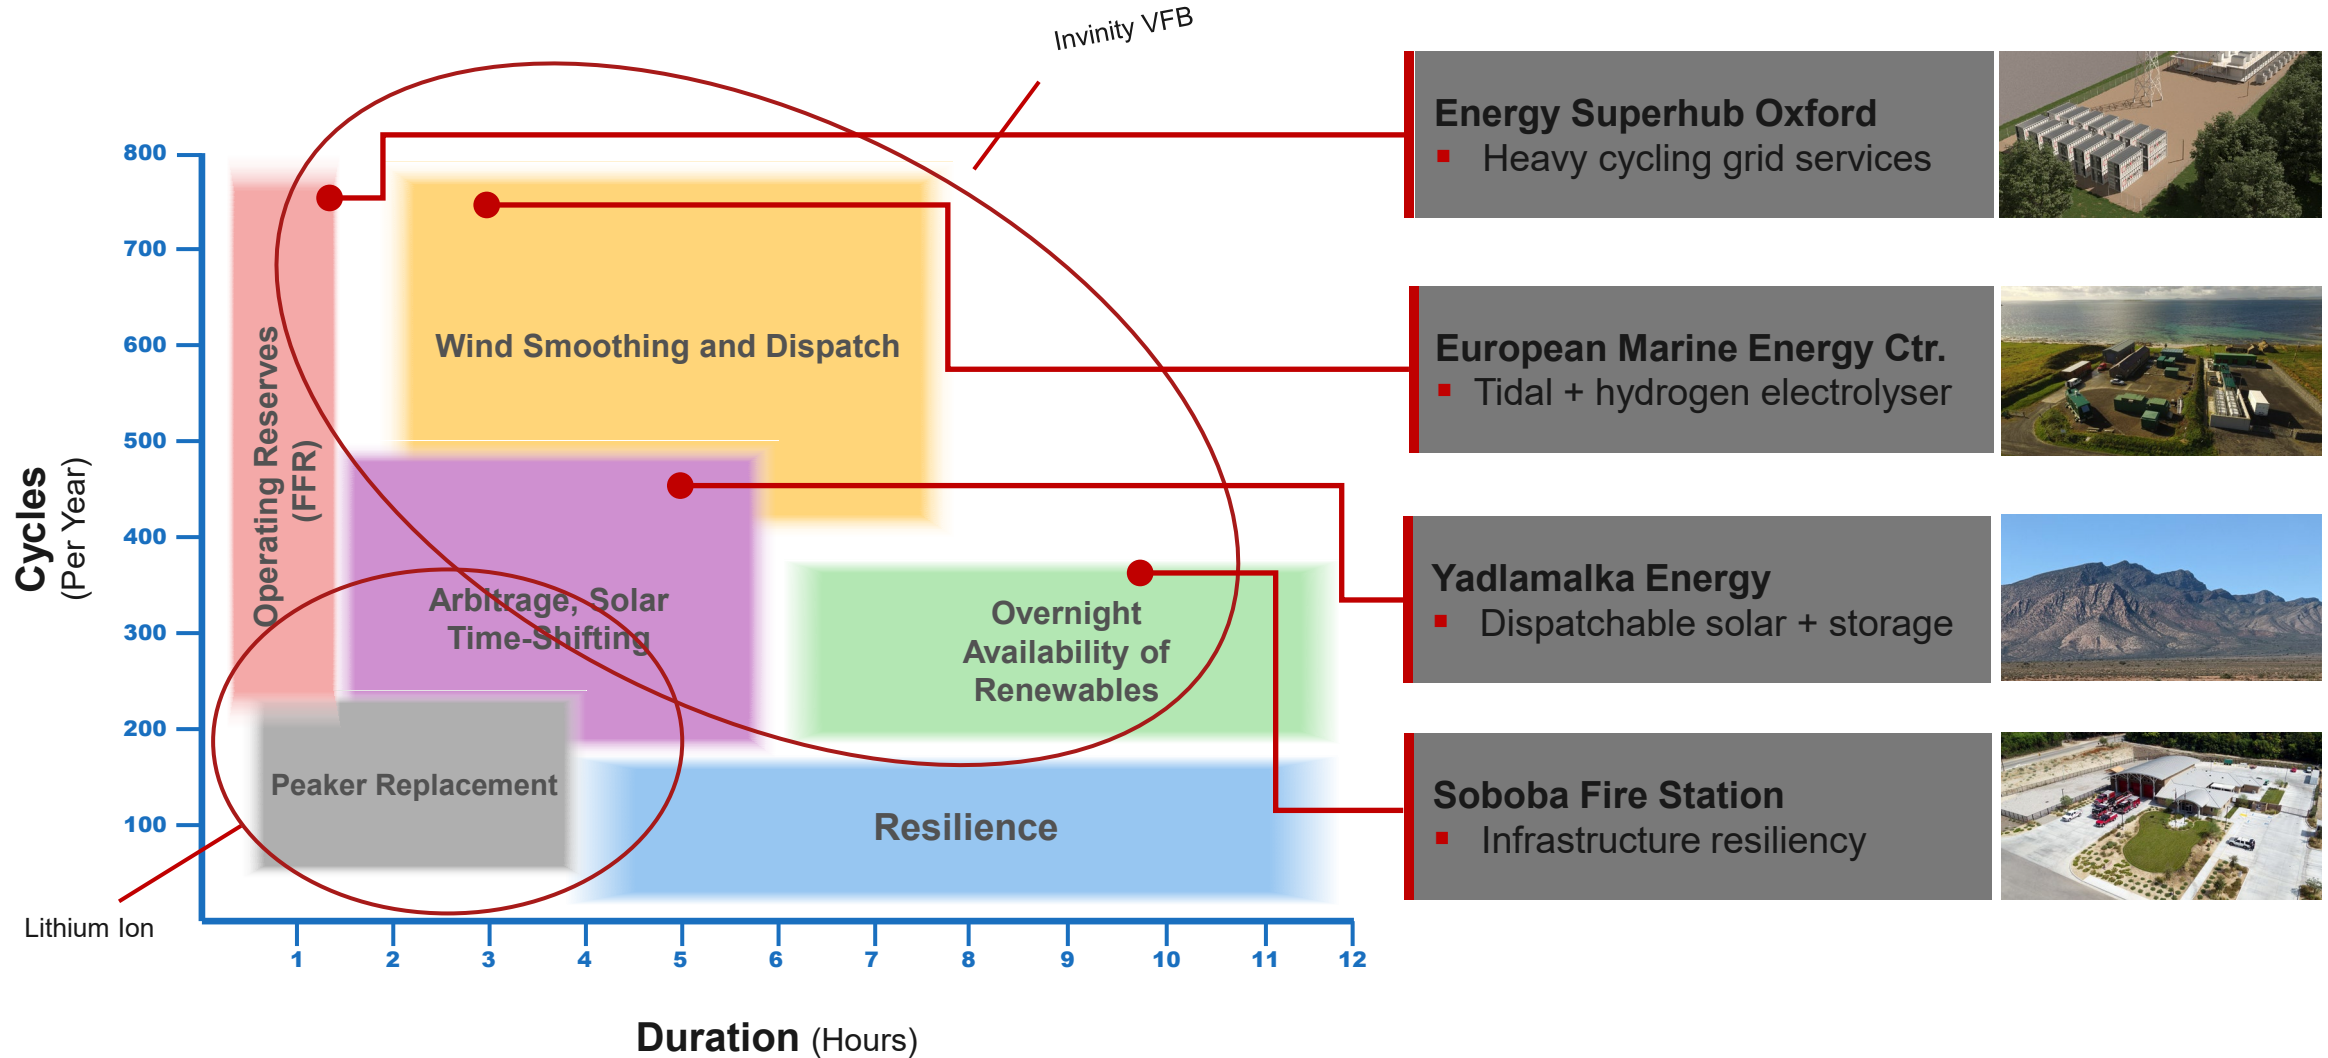 Invinity VFB
Energy Superhub Oxford
▪ Heavy cycling grid services
European Marine Energy Ctr.
▪ Tidal + hydrogen electrolyser
Yadlamalka Energy
▪ Dispatchable solar + storage
Soboba Fire Station
▪ Infrastructure resiliency
Cycles
(Per Year)
800
700
600
500
400
300
200
100
Operating Reserves
(FFR)
Wind Smoothing and Dispatch
Arbitrage, Solar
Time-Shifting
Overnight
Availability of
Renewables
Peaker Replacement
Resilience
Lithium Ion
1 2 3 4 5 6 7 8 9 10 11 12
Duration (Hours)